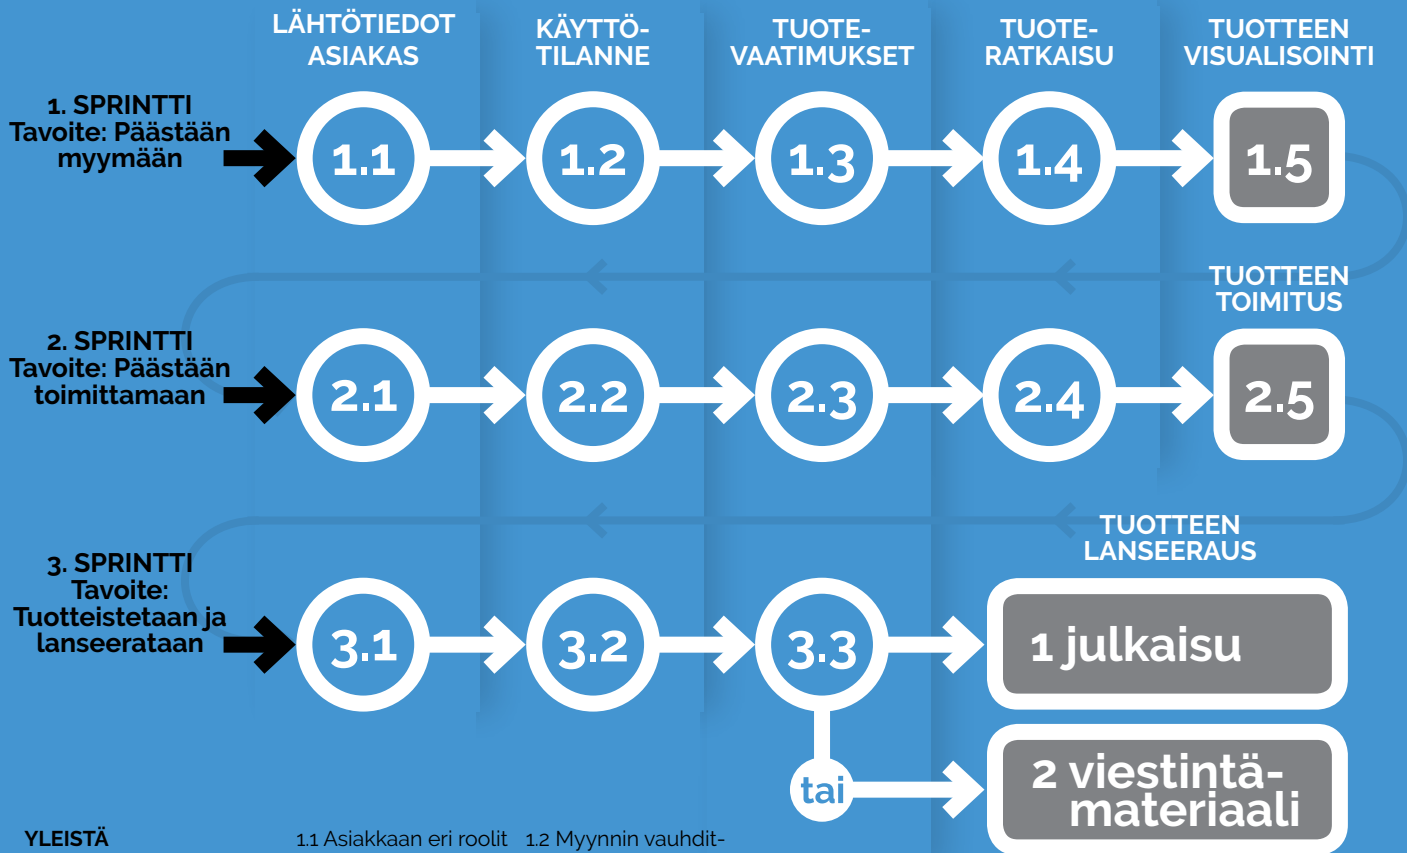 LÄHTÖTIEDOT
ASIAKAS
KÄYTTÖ-
TILANNE
TUOTE-
VAATIMUKSET
TUOTE-
RATKAISU
TUOTTEEN
VISUALISOINTI
1. SPRINTTI
Tavoite: Päästään
myymään
1.1
1.2
1.3
1.4
1.5
TUOTTEEN
TOIMITUS
2. SPRINTTI
Tavoite: Päästään
toimittamaan
2.1
2.2
2.3
2.4
2.5
TUOTTEEN
LANSEERAUS
3. SPRINTTI
Tavoite:
Tuotteistetaan ja
lanseerataan
3.1
3.2
3.3
1 julkaisu
tai
2 viestintä-
materiaali
YLEISTÄ
1.1 Asiakkaan eri roolit
1.2 Myynnin vauhdit-